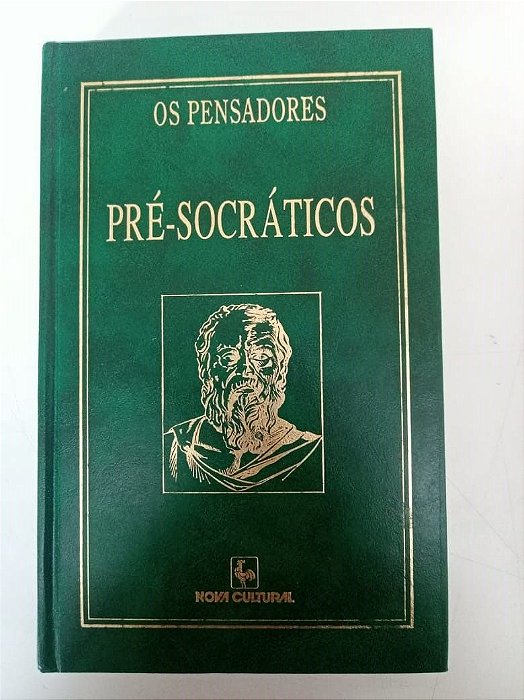 OS PENSADORES
PRÉ-SOCRÁTICOS
NOVA CULTURAL